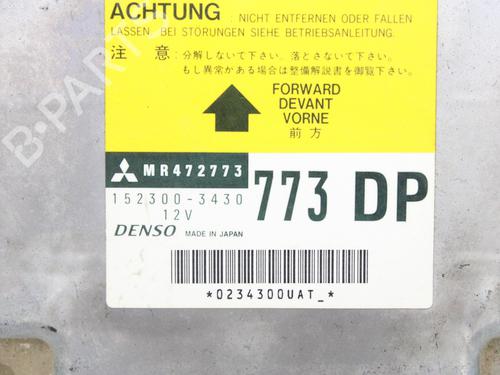 ACHTUNG : NICHT ENTFERNEN ODER FALLEN
LASSEN. BEI STÖRUNGEN SIEHE BETRIEBSANLEITUNG.
注 意 : 分解しないで下さい。落とさないで下さい。
もし異常がある場合は整備解説書を御覧下さい。
FORWARD
DEVANT
VORNE
前 方
MR472773
152300-3430
12V
773 DP
DENSO MADE IN JAPAN
*0234300UAT_*
B-PARTS